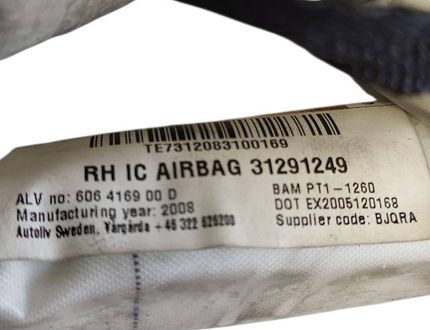 TE7312083100169
RH IC AIRBAG 31291249
ALV no: 606 4169 00 D
BAM PT1-1260
Manufacturing year: 2008
DOT EX2005120168
Autoliv Sweden, Vårgårda +46 322 626200
Supplier code: BJQRA